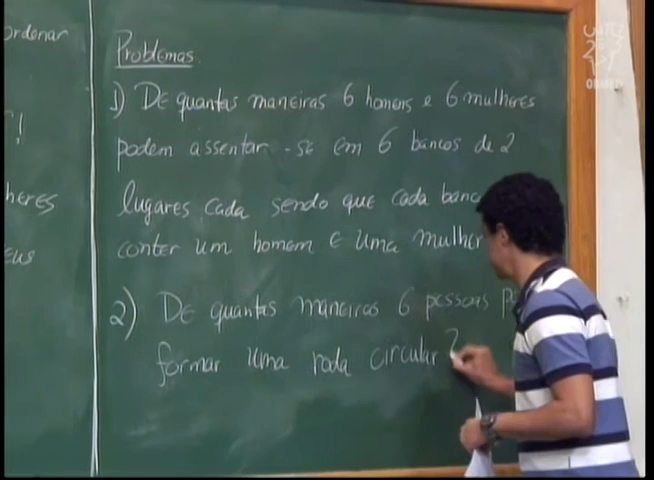 ordenar
!
heres
eus
Problemas.
1) De quantas maneiras 6 homens e 6 mulheres
podem assentar-se em 6 bancos de 2
lugares cada sendo que cada banc
conter um homem e uma mulher
2) De quantas maneiras 6 pessoas p
formar uma roda circular ?
OBMEP